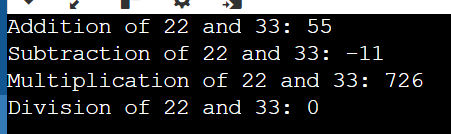 Addition of 22 and 33: 55
Subtraction of 22 and 33: -11
Multiplication of 22 and 33: 726
Division of 22 and 33: 0